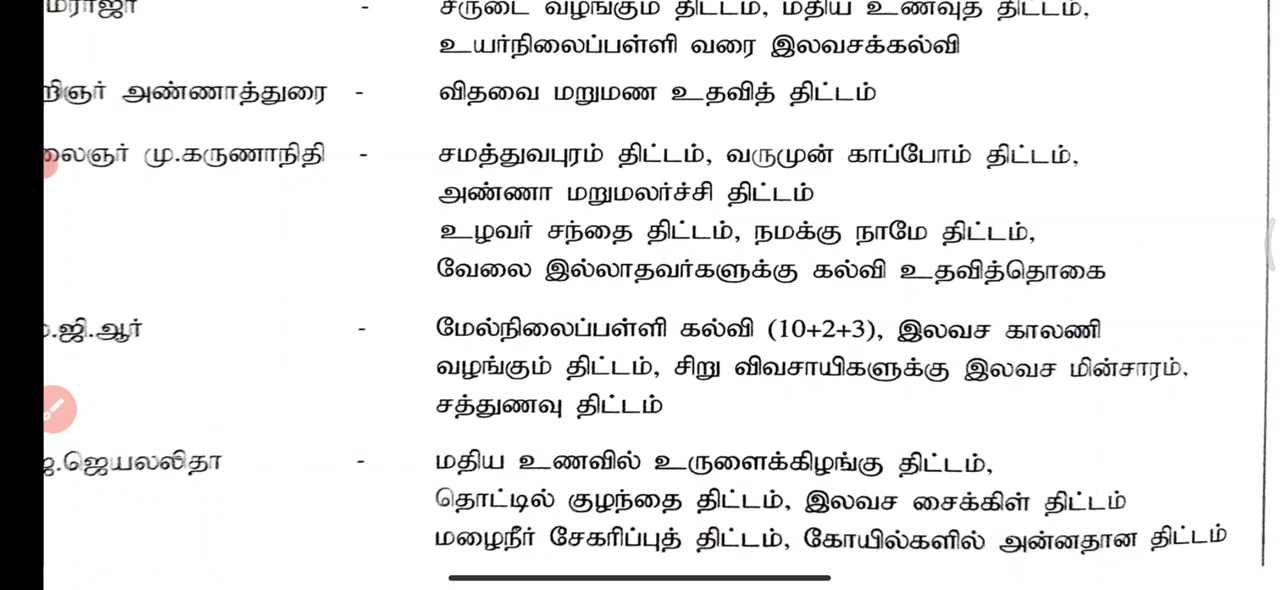 சீருடை வழங்கும் திட்டம், மதிய உணவுத் திட்டம்,
உயர்நிலைப்பள்ளி வரை இலவசக்கல்வி
றிஞர் அண்ணாத்துரை - விதவை மறுமண உதவித் திட்டம்
லைஞர் மு.கருணாநிதி - சமத்துவபுரம் திட்டம், வருமுன் காப்போம் திட்டம்,
அண்ணா மறுமலர்ச்சி திட்டம்
உழவர் சந்தை திட்டம், நமக்கு நாமே திட்டம்,
வேலை இல்லாதவர்களுக்கு கல்வி உதவித்தொகை
.ஜி.ஆர் - மேல்நிலைப்பள்ளி கல்வி (10+2+3), இலவச காலணி
வழங்கும் திட்டம், சிறு விவசாயிகளுக்கு இலவச மின்சாரம்,
சத்துணவு திட்டம்
ஜெ.ஜெயலலிதா - மதிய உணவில் உருளைக்கிழங்கு திட்டம்,
தொட்டில் குழந்தை திட்டம், இலவச சைக்கிள் திட்டம்
மழைநீர் சேகரிப்புத் திட்டம், கோயில்களில் அன்னதான திட்டம்